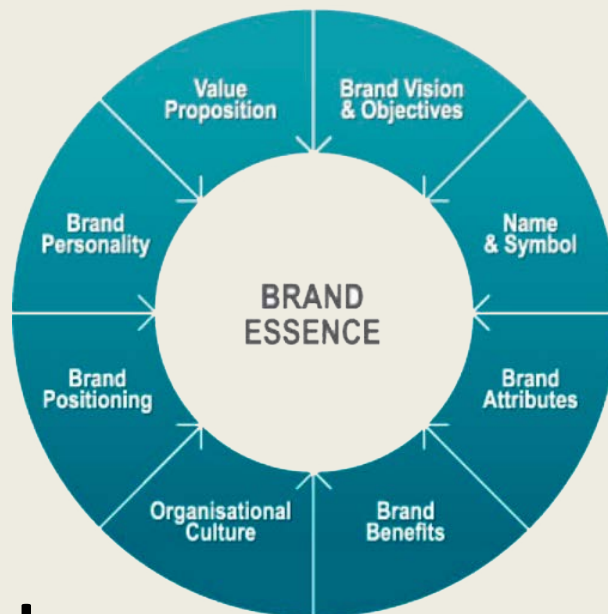 Value
Proposition
Brand Vision
& Objectives
Brand
Personality
Name
& Symbol
BRAND
ESSENCE
Brand
Positioning
Brand
Attributes
Organisational
Culture
Brand
Benefits